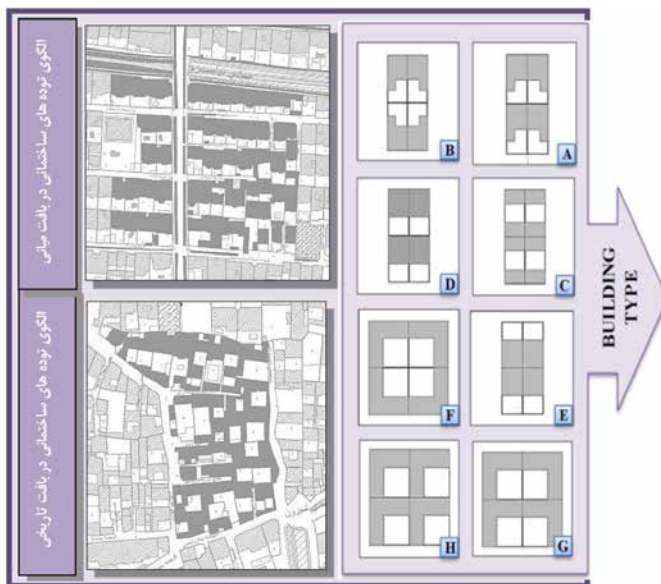 الگوی توده های ساختمانی در بافت میانی
الگوی توده های ساختمانی در بافت تاریخی
B
A
D
C
F
E
H
G
BUILDING
TYPE